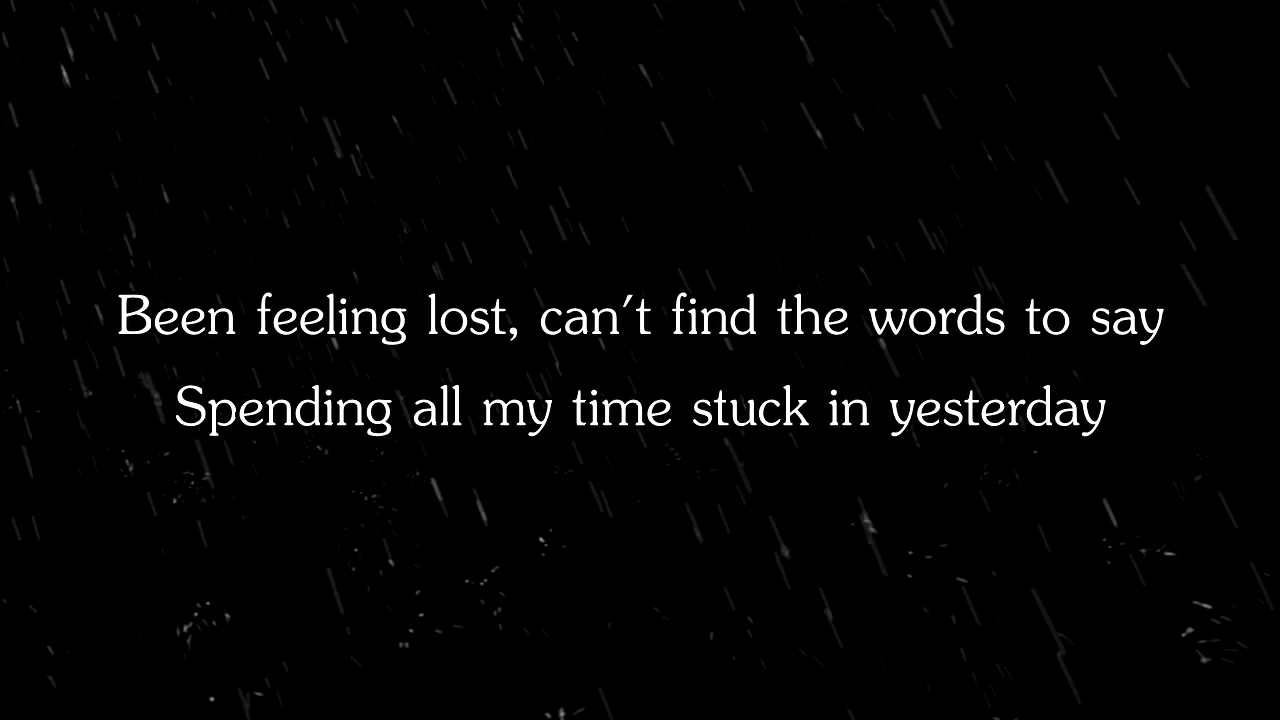 Been feeling lost, can't find the words to say
Spending all my time stuck in yesterday